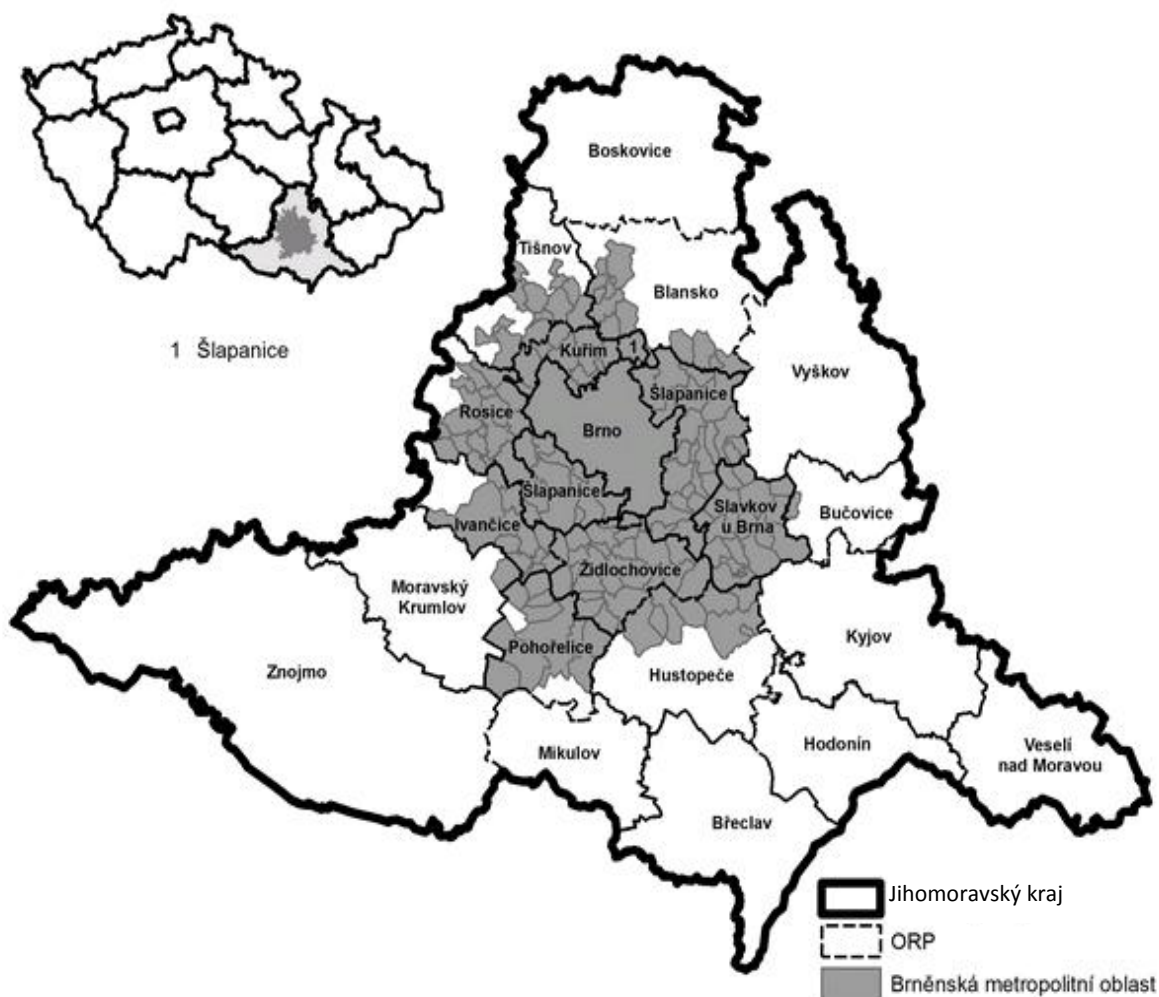 1 Šlapanice
Boskovice
Tišnov
Blansko
Kuřim
1
Vyškov
Šlapanice
Rosice
Brno
Šlapanice
Slavkov
u Brna
Bučovice
Ivančice
Židlochovice
Moravský
Krumlov
Kyjov
Pohořelice
Znojmo
Hustopeče
Hodonín
Veselí
nad Moravou
Mikulov
Břeclav
Jihomoravský kraj
ORP
Brněnská metropolitní oblast